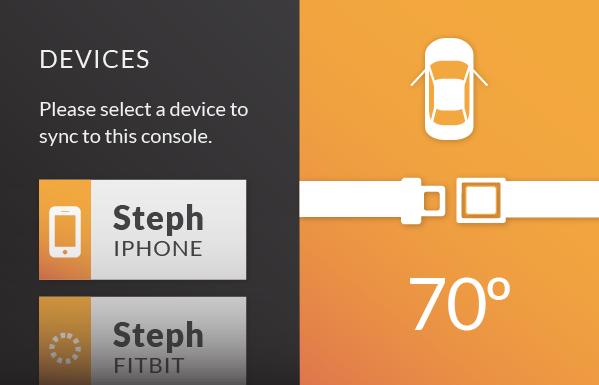 DEVICES
Please select a device to
sync to this console.
Steph
IPHONE
Steph
FITBIT
70°